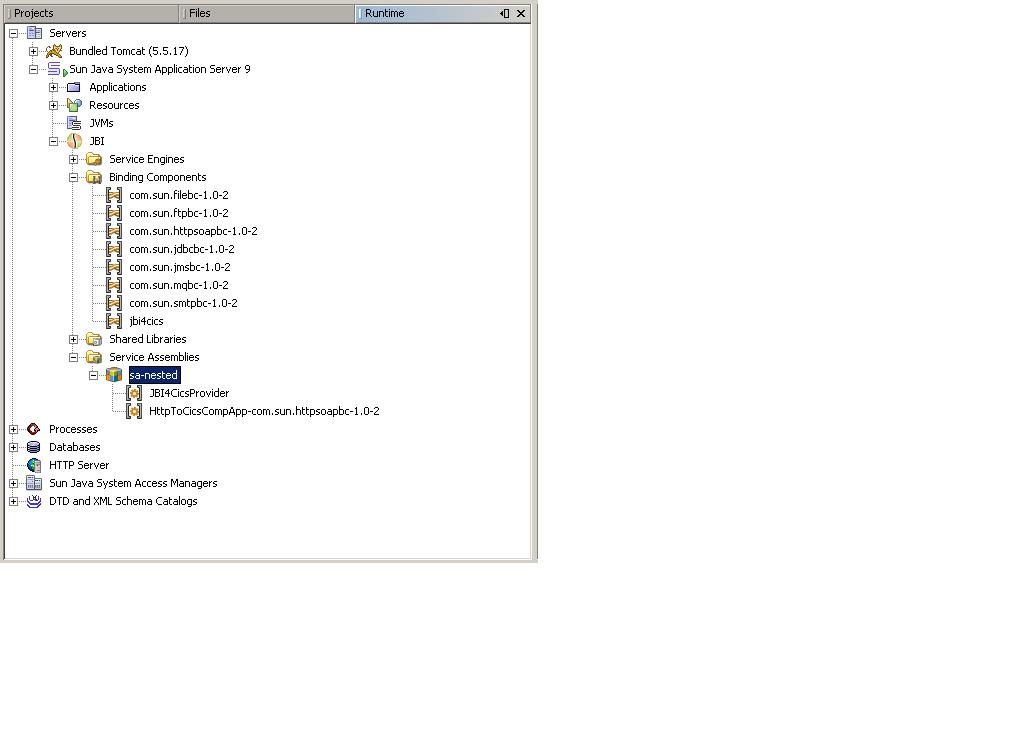 Projects
Files
Runtime
Servers
Bundled Tomcat (5.5.17)
Sun Java System Application Server 9
Applications
Resources
JVMs
JBI
Service Engines
Binding Components
com.sun.filebc-1.0-2
com.sun.ftpbc-1.0-2
com.sun.httpsoapbc-1.0-2
com.sun.jdbcbc-1.0-2
com.sun.jmsbc-1.0-2
com.sun.mqbc-1.0-2
com.sun.smtpbc-1.0-2
jbi4cics
Shared Libraries
Service Assemblies
sa-nested
JBI4CicsProvider
HttpToCicsCompApp-com.sun.httpsoapbc-1.0-2
Processes
Databases
HTTP Server
Sun Java System Access Managers
DTD and XML Schema Catalogs